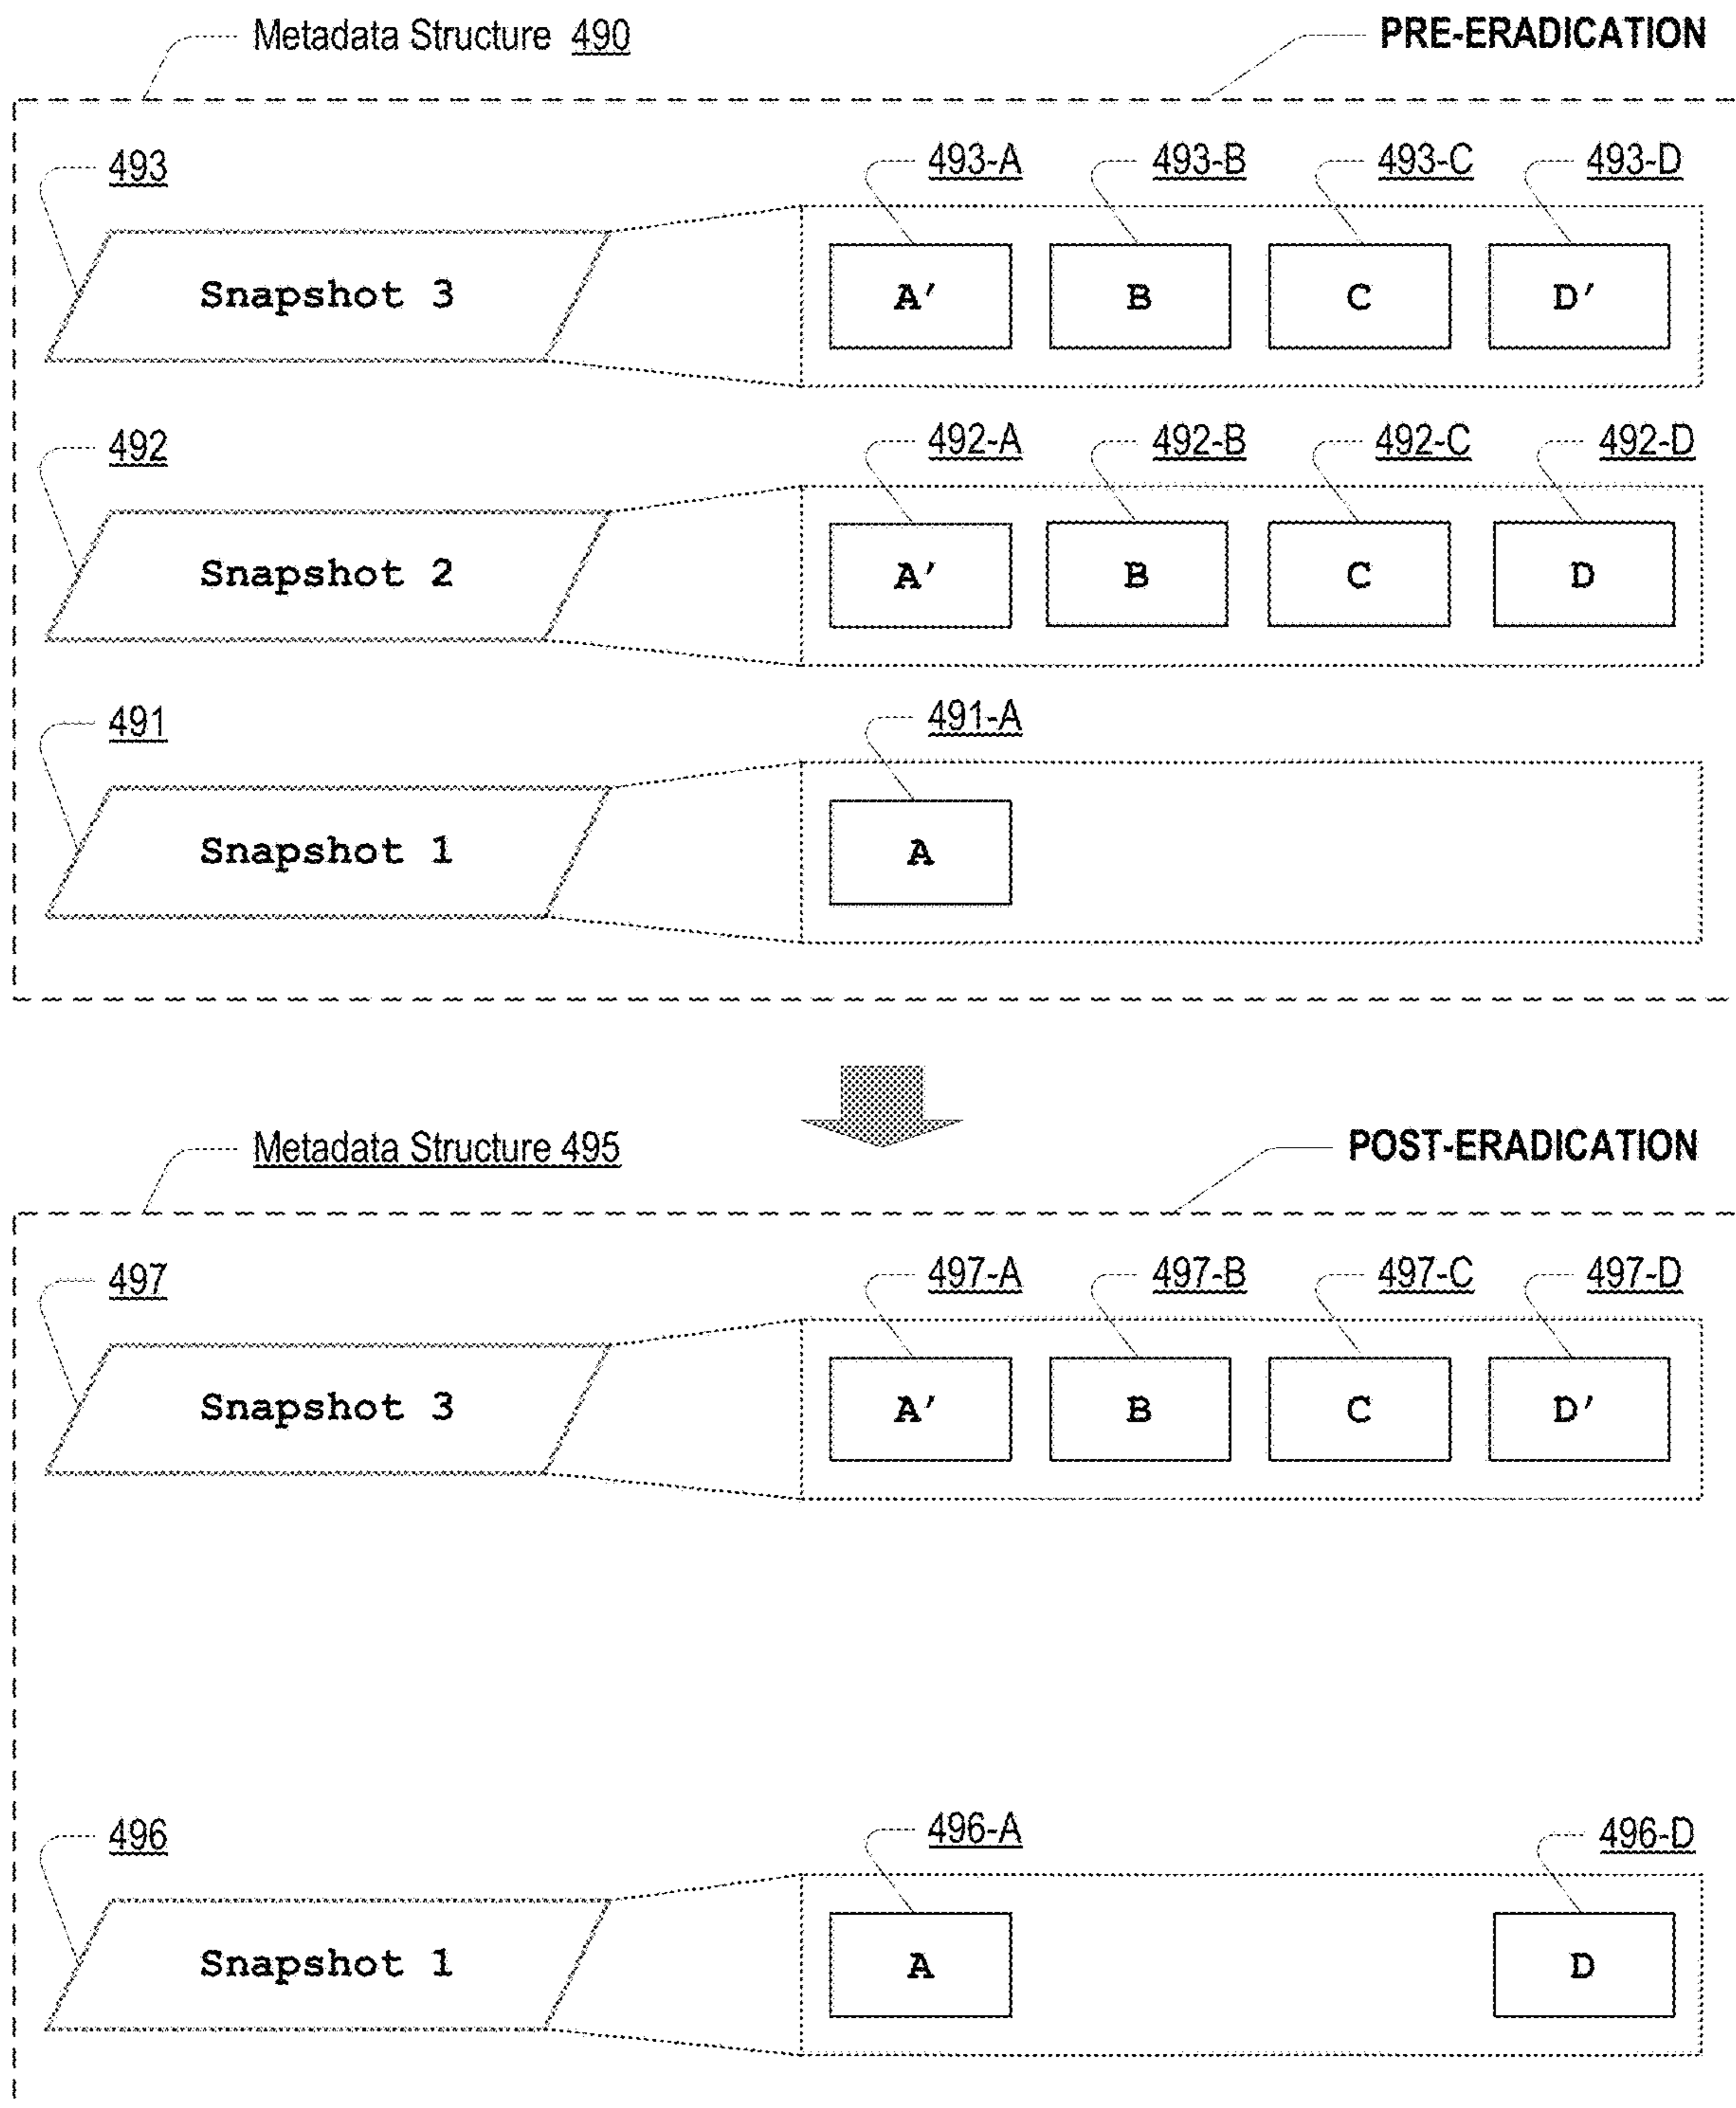 Metadata Structure 490 PRE-ERADICATION
493 493-A 493-B 493-C 493-D
Snapshot 3 A' B C D'
492 492-A 492-B 492-C 492-D
Snapshot 2 A' B C D
491 491-A
Snapshot 1 A
Metadata Structure 495 POST-ERADICATION
497 497-A 497-B 497-C 497-D
Snapshot 3 A' B C D'
496 496-A 496-D
Snapshot 1 A D